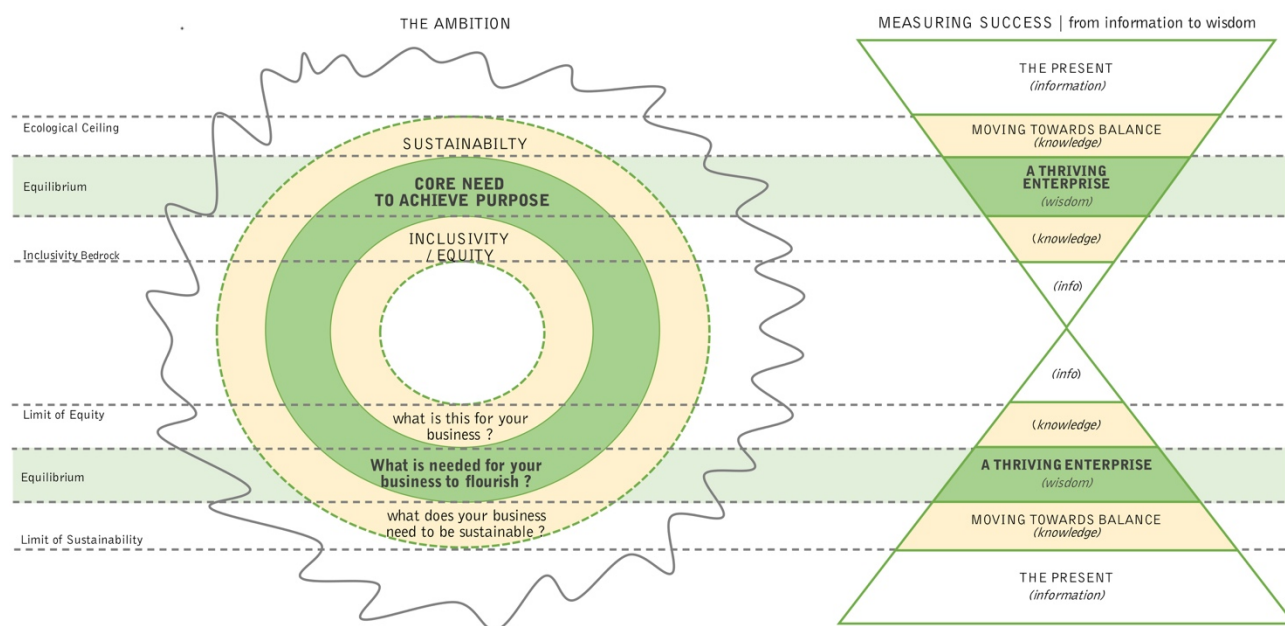 THE AMBITION
MEASURING SUCCESS | from information to wisdom
Ecological Ceiling
Equilibrium
Inclusivity Bedrock
Limit of Equity
Equilibrium
Limit of Sustainability
SUSTAINABILTY
CORE NEED
TO ACHIEVE PURPOSE
INCLUSIVITY
/ EQUITY
what is this for your
business ?
What is needed for your
business to flourish ?
what does your business
need to be sustainable ?
THE PRESENT
(information)
MOVING TOWARDS BALANCE
(knowledge)
A THRIVING
ENTERPRISE
(wisdom)
(knowledge)
(info)
(info)
(knowledge)
A THRIVING ENTERPRISE
(wisdom)
MOVING TOWARDS BALANCE
(knowledge)
THE PRESENT
(information)